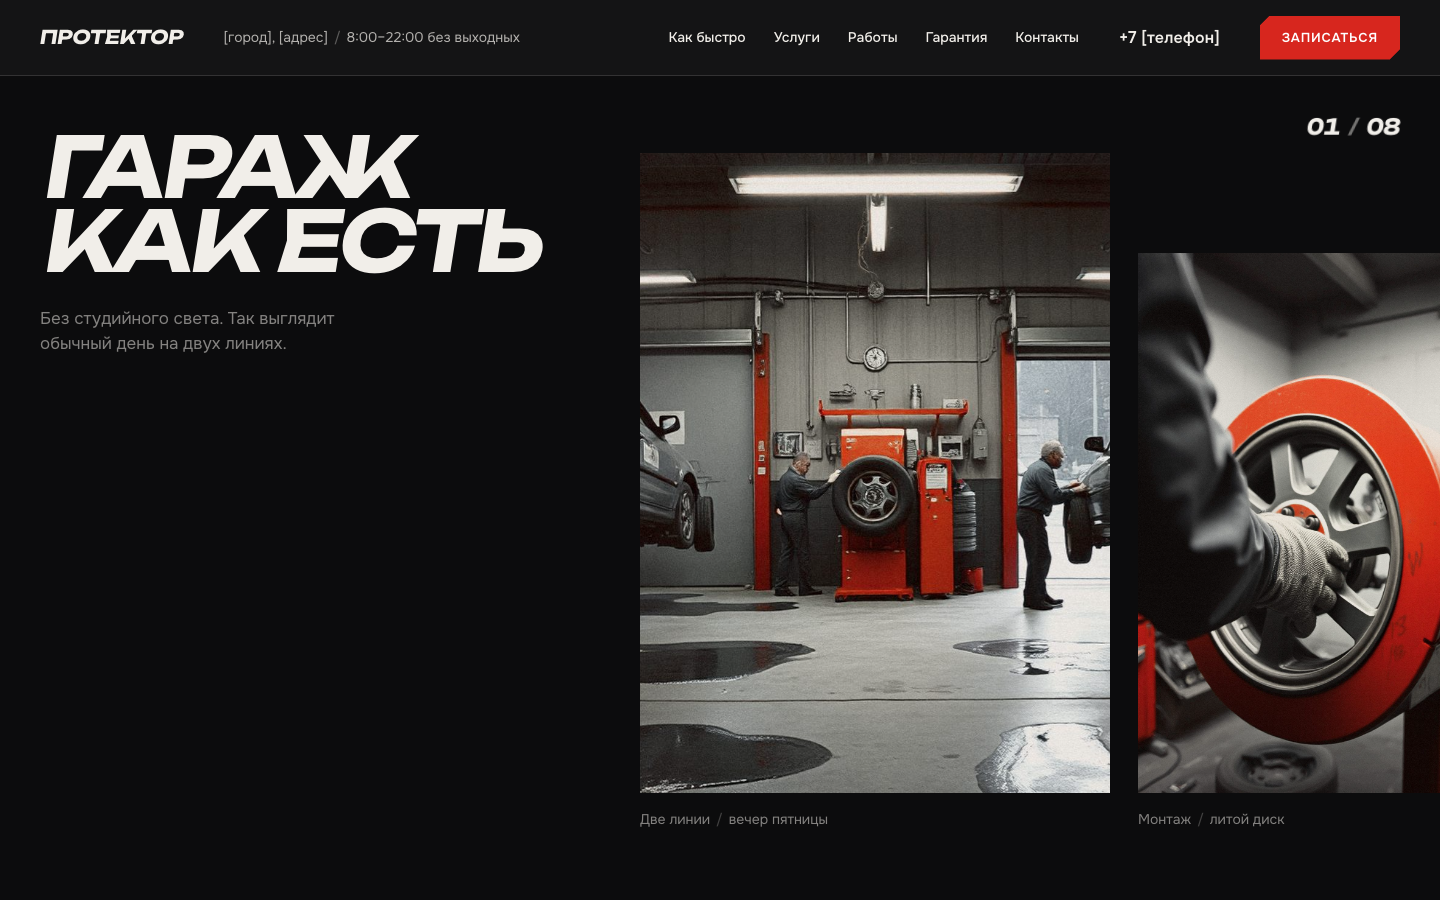 ПРОТЕКТОР
[город], [адрес] / 8:00–22:00 без выходных
Как быстро
Услуги
Работы
Гарантия
Контакты
+7 [телефон]
ЗАПИСАТЬСЯ
01 / 08
ГАРАЖ
КАК ЕСТЬ
Без студийного света. Так выглядит
обычный день на двух линиях.
Две линии / вечер пятницы
Монтаж / литой диск